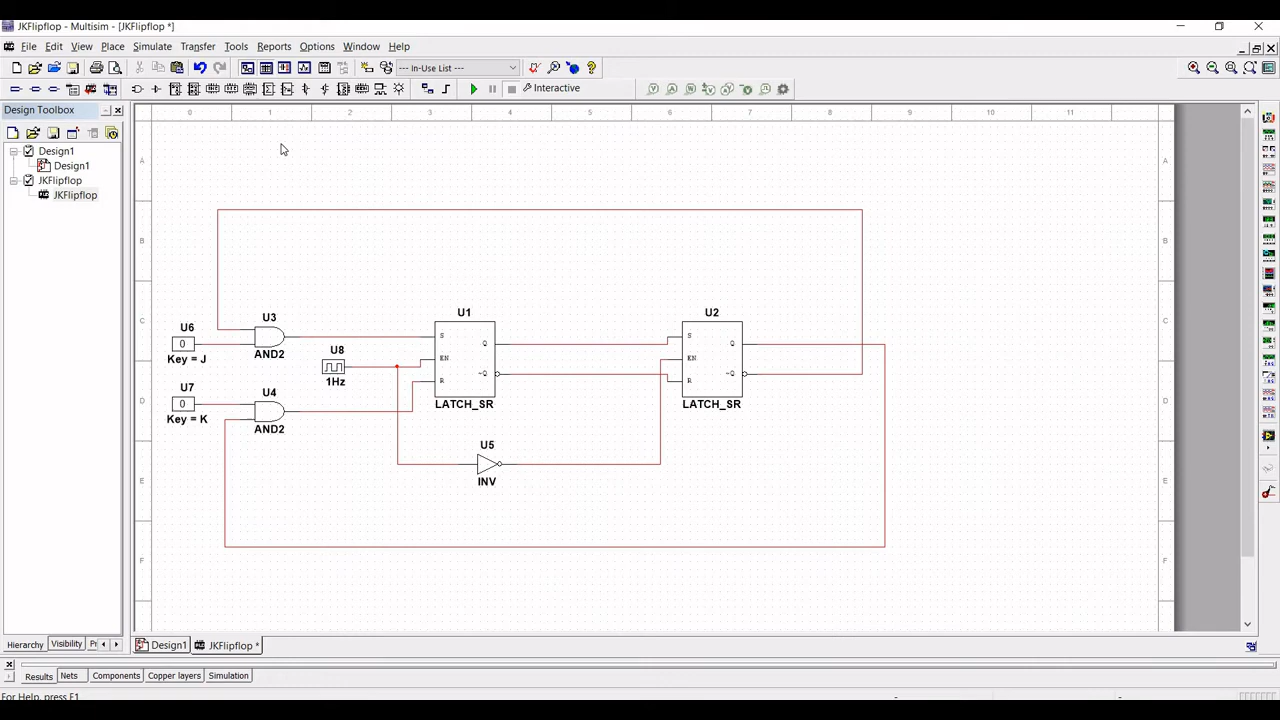 JKFlipflop - Multisim - [JKFlipflop *]
File Edit View Place Simulate Transfer Tools Reports Options Window Help
--- In-Use List ---
Interactive
Design Toolbox
Design1
Design1
JKFlipflop
JKFlipflop
0 1 2 3 4 5 6 7 8 9 10 11
A A
B B
C C
D D
E E
F F
U6
0
Key = J
U7
0
Key = K
U3
AND2
U4
AND2
U8
1Hz
U1
S
EN
R
Q
~Q
LATCH_SR
U5
INV
U2
S
EN
R
Q
~Q
LATCH_SR
Hierarchy Visibility Pr
Design1 JKFlipflop *
Results Nets Components Copper layers Simulation
For Help, press F1